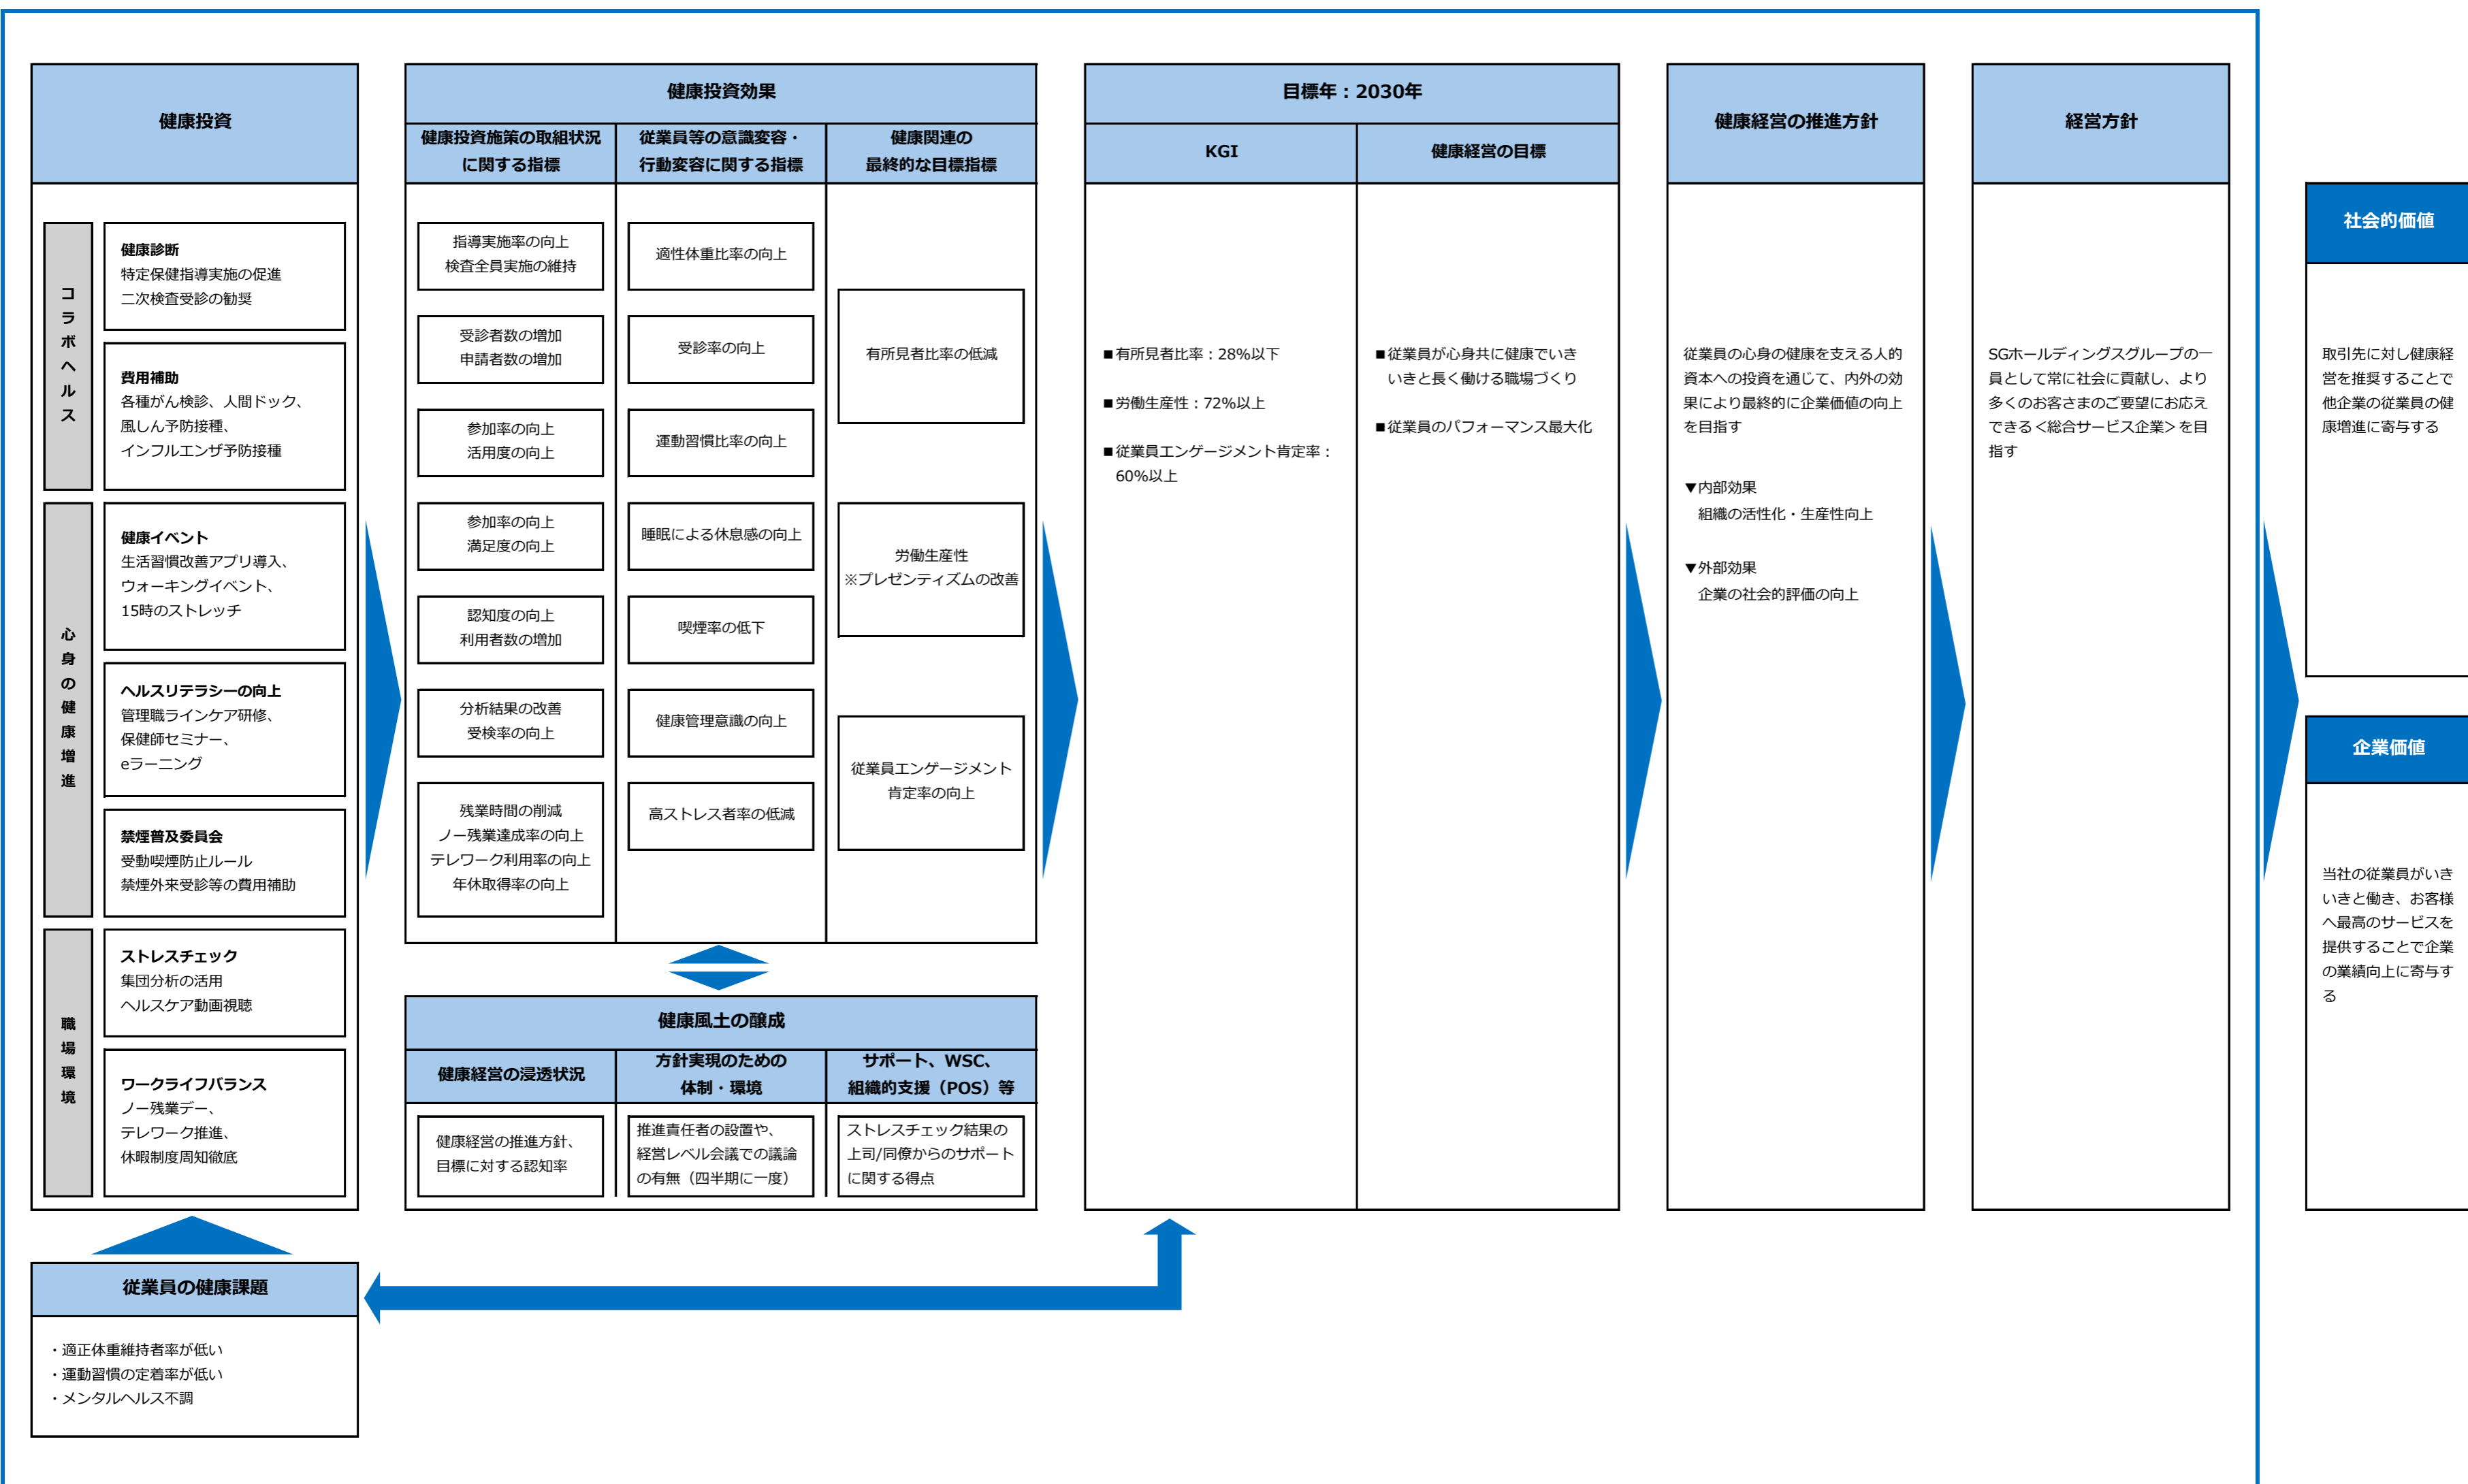 健康投資
コラボヘルス
健康診断
特定保健指導実施の促進
二次検査受診の勧奨
費用補助
各種がん検診、人間ドック、
風しん予防接種、
インフルエンザ予防接種
心身の健康増進
健康イベント
生活習慣改善アプリ導入、
ウォーキングイベント、
15時のストレッチ
ヘルスリテラシーの向上
管理職ラインケア研修、
保健師セミナー、
eラーニング
禁煙普及委員会
受動喫煙防止ルール
禁煙外来受診等の費用補助
職場環境
ストレスチェック
集団分析の活用
ヘルスケア動画視聴
ワークライフバランス
ノー残業デー、
テレワーク推進、
休暇制度周知徹底
従業員の健康課題
・適正体重維持者率が低い
・運動習慣の定着率が低い
・メンタルヘルス不調
健康投資効果
健康投資施策の取組状況
に関する指標
指導実施率の向上
検査全員実施の維持
受診者数の増加
申請者数の増加
参加率の向上
活用度の向上
参加率の向上
満足度の向上
認知度の向上
利用者数の増加
分析結果の改善
受検率の向上
残業時間の削減
ノー残業達成率の向上
テレワーク利用率の向上
年休取得率の向上
従業員等の意識変容・
行動変容に関する指標
適性体重比率の向上
受診率の向上
運動習慣比率の向上
睡眠による休息感の向上
喫煙率の低下
健康管理意識の向上
高ストレス者率の低減
健康関連の
最終的な目標指標
有所見者比率の低減
労働生産性
※プレゼンティズムの改善
従業員エンゲージメント
肯定率の向上
健康風土の醸成
健康経営の浸透状況
健康経営の推進方針、
目標に対する認知率
方針実現のための
体制・環境
推進責任者の設置や、
経営レベル会議での議論
の有無（四半期に一度）
サポート、WSC、
組織的支援（POS）等
ストレスチェック結果の
上司/同僚からのサポート
に関する得点
目標年：2030年
KGI
■有所見者比率：28%以下
■労働生産性：72%以上
■従業員エンゲージメント肯定率：
60%以上
健康経営の目標
■従業員が心身共に健康でいき
いきと長く働ける職場づくり
■従業員のパフォーマンス最大化
健康経営の推進方針
従業員の心身の健康を支える人的
資本への投資を通じて、内外の効
果により最終的に企業価値の向上
を目指す
▼内部効果
組織の活性化・生産性向上
▼外部効果
企業の社会的評価の向上
経営方針
SGホールディングスグループの一
員として常に社会に貢献し、より
多くのお客さまのご要望にお応え
できる＜総合サービス企業＞を目
指す
社会的価値
取引先に対し健康経
営を推奨することで
他企業の従業員の健
康増進に寄与する
企業価値
当社の従業員がいき
いきと働き、お客様
へ最高のサービスを
提供することで企業
の業績向上に寄与す
る